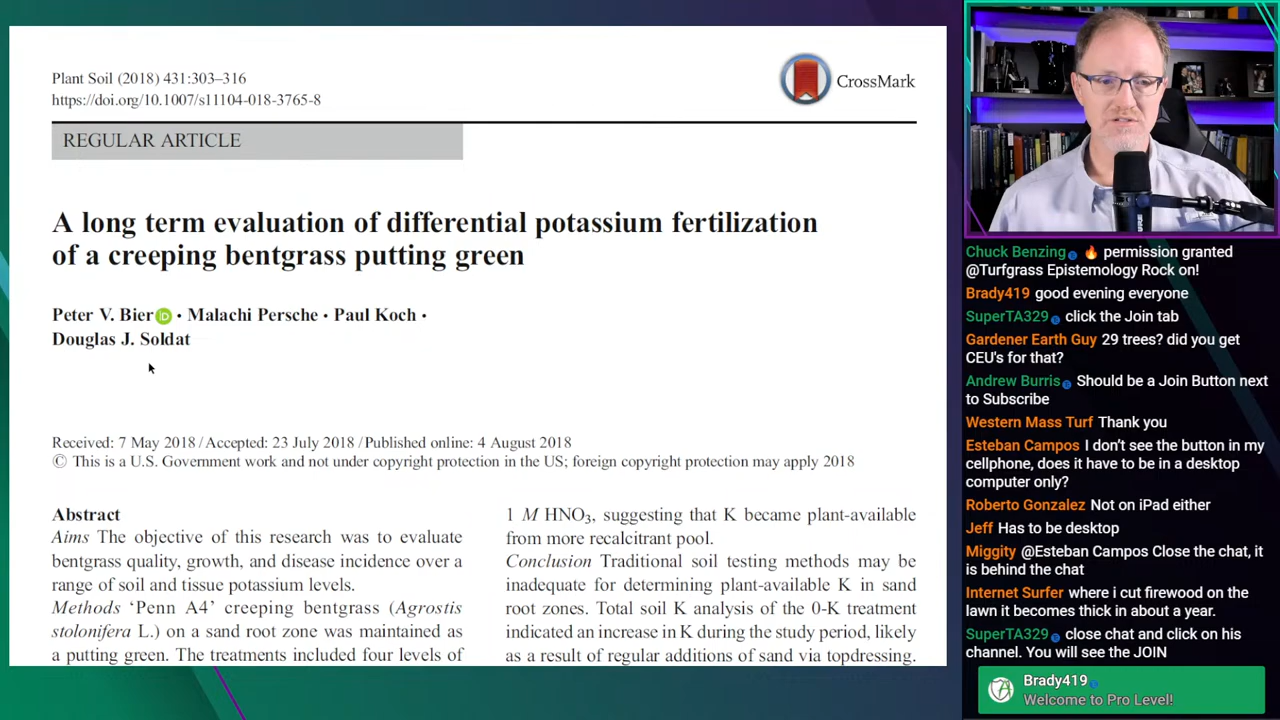 Plant Soil (2018) 431:303–316
https://doi.org/10.1007/s11104-018-3765-8
CrossMark
REGULAR ARTICLE
A long term evaluation of differential potassium fertilization
of a creeping bentgrass putting green
Peter V. Bier iD · Malachi Persche · Paul Koch ·
Douglas J. Soldat
Received: 7 May 2018 / Accepted: 23 July 2018 / Published online: 4 August 2018
© This is a U.S. Government work and not under copyright protection in the US; foreign copyright protection may apply 2018
Abstract
Aims The objective of this research was to evaluate
bentgrass quality, growth, and disease incidence over a
range of soil and tissue potassium levels.
Methods ‘Penn A4’ creeping bentgrass (Agrostis
stolonifera L.) on a sand root zone was maintained as
a putting green. The treatments included four levels of
1 M HNO₃, suggesting that K became plant-available
from more recalcitrant pool.
Conclusion Traditional soil testing methods may be
inadequate for determining plant-available K in sand
root zones. Total soil K analysis of the 0-K treatment
indicated an increase in K during the study period, likely
as a result of regular additions of sand via topdressing.
Chuck Benzing 🔥 permission granted
@Turfgrass Epistemology Rock on!
Brady419 good evening everyone
SuperTA329 click the Join tab
Gardener Earth Guy 29 trees? did you get
CEU's for that?
Andrew Burris Should be a Join Button next
to Subscribe
Western Mass Turf Thank you
Esteban Campos I don’t see the button in my
cellphone, does it have to be in a desktop
computer only?
Roberto Gonzalez Not on iPad either
Jeff Has to be desktop
Miggity @Esteban Campos Close the chat, it
is behind the chat
Internet Surfer where i cut firewood on the
lawn it becomes thick in about a year.
SuperTA329 close chat and click on his
channel. You will see the JOIN
Brady419
Welcome to Pro Level!